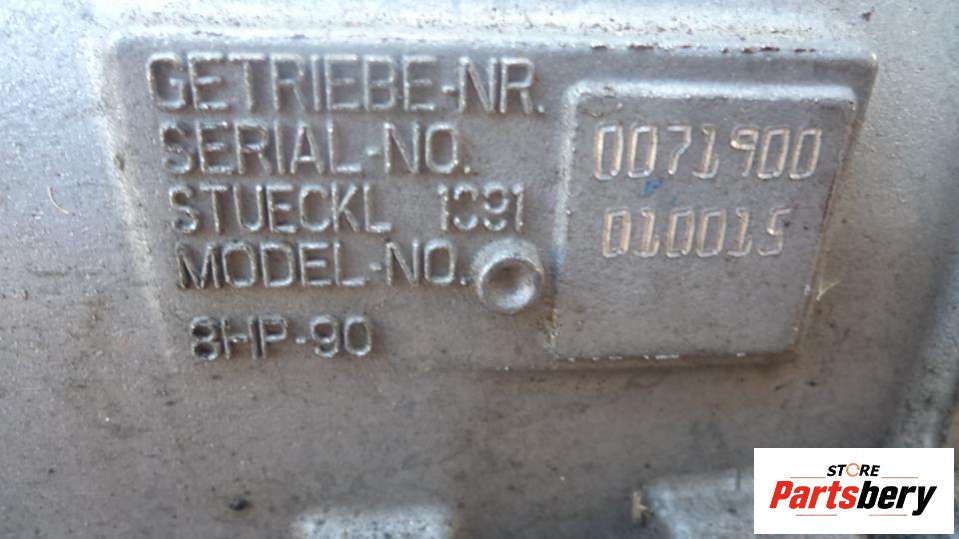 GETRIEBE-NR.
SERIAL-NO. 0071900
STUECKL 1091 010015
MODEL-NO.
8HP-90
STORE
Partsbery